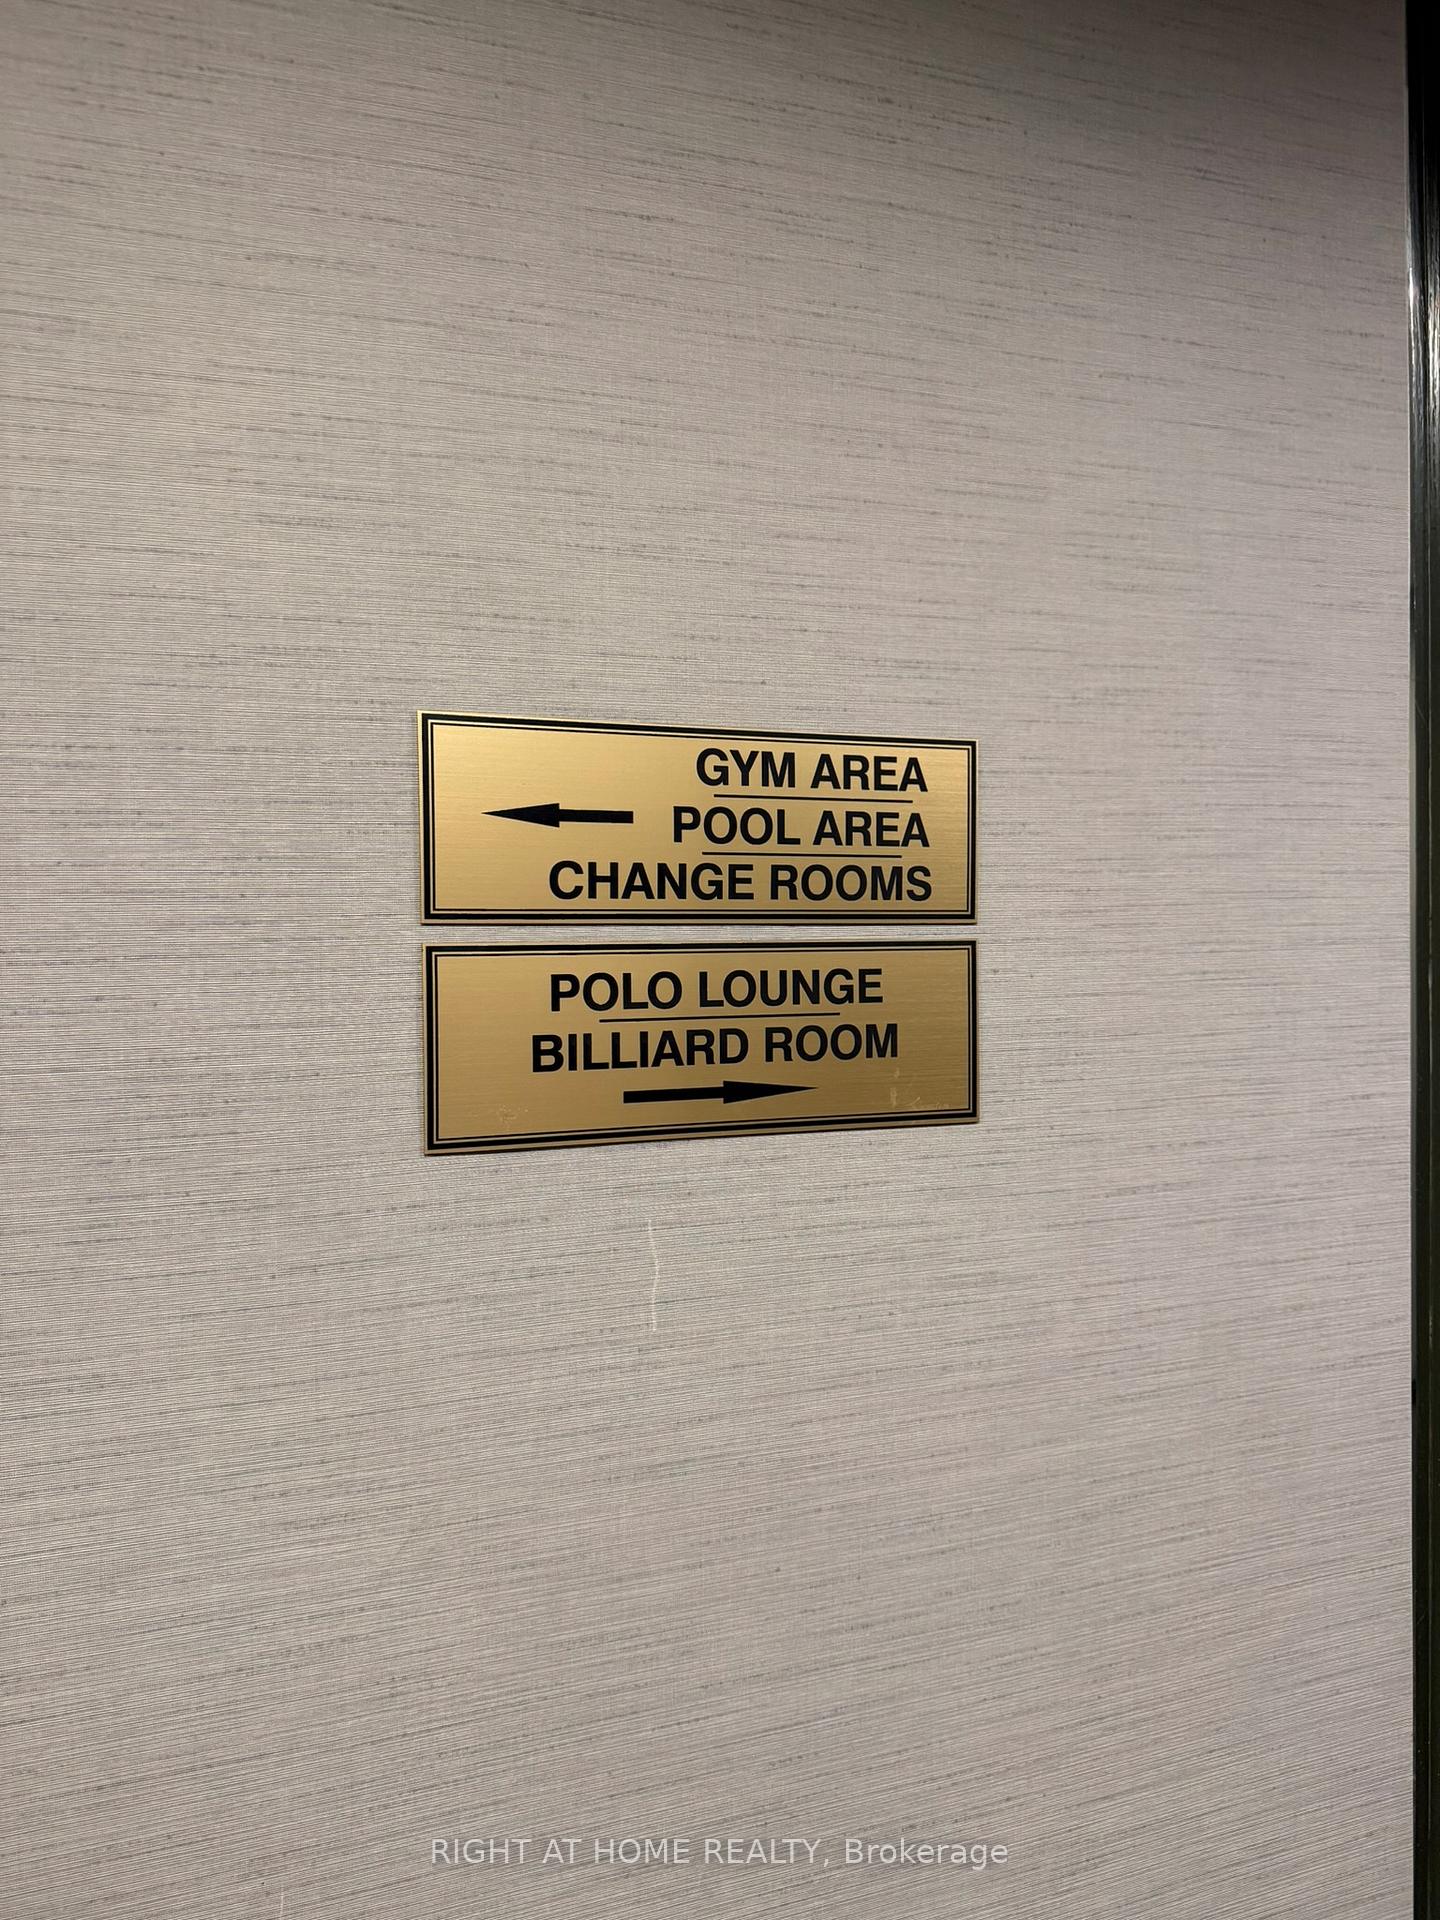 GYM AREA
POOL AREA
CHANGE ROOMS
POLO LOUNGE
BILLIARD ROOM
RIGHT AT HOME REALTY, Brokerage